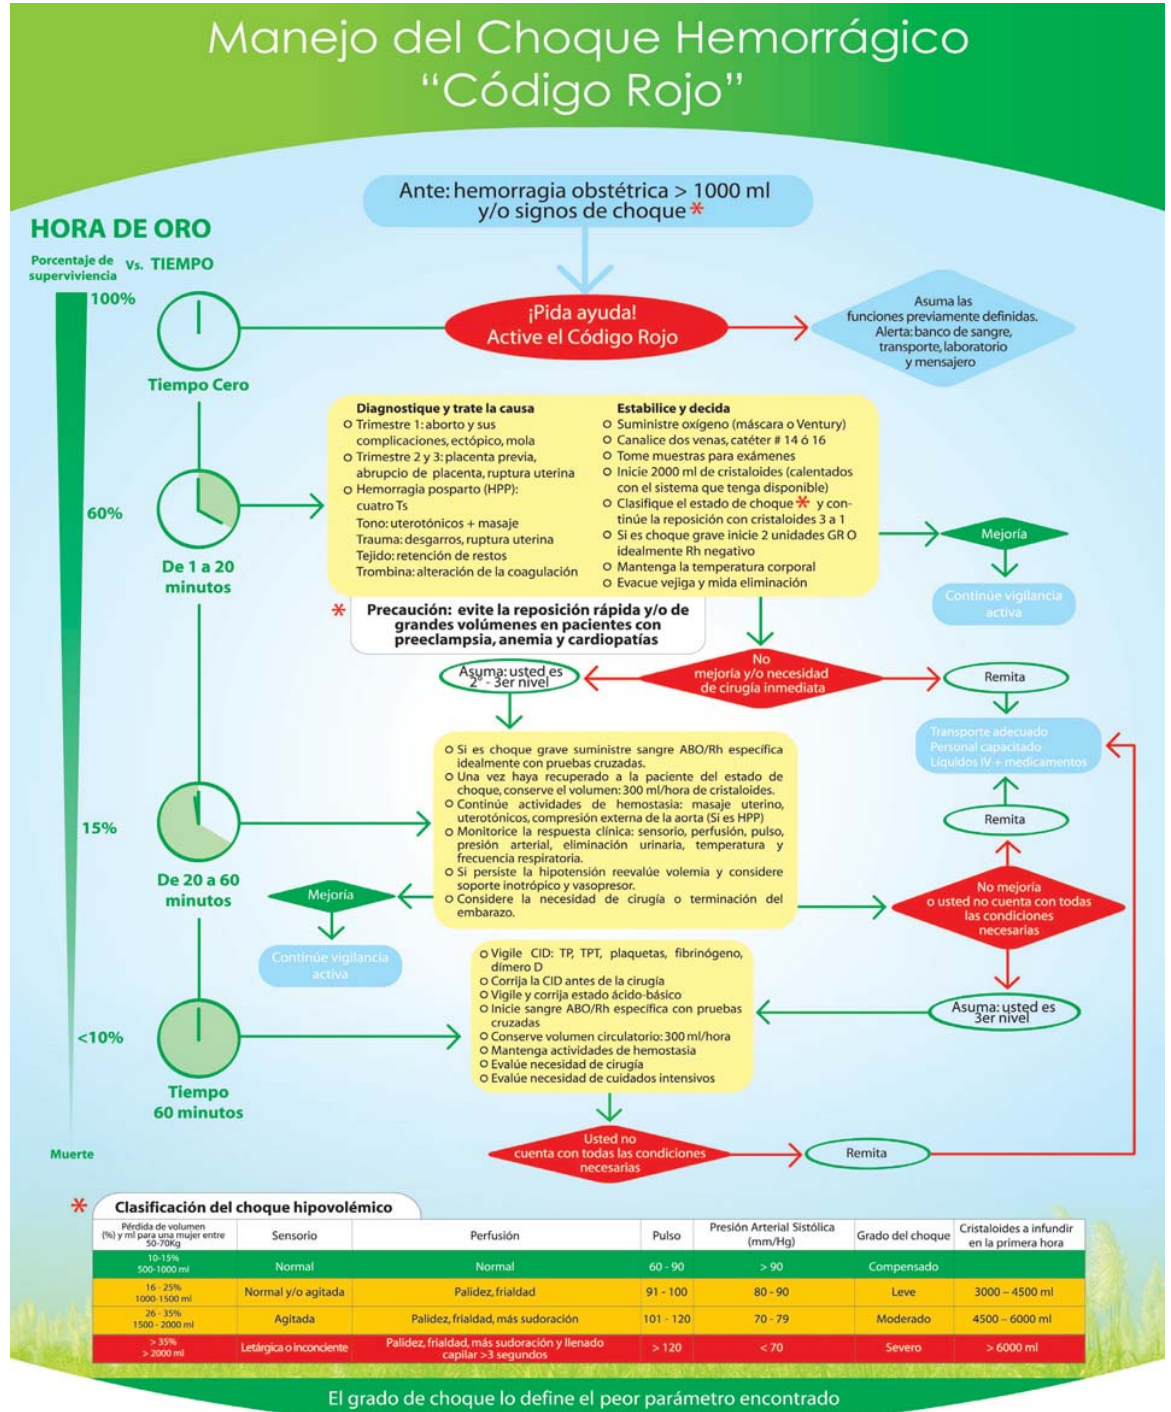 Manejo del Choque Hemorrágico
“Código Rojo”
Ante: hemorragia obstétrica > 1000 ml
y/o signos de choque *
HORA DE ORO
Porcentaje de
superviviencia
Vs. TIEMPO
100%
Tiempo Cero
¡Pida ayuda!
Active el Código Rojo
Asuma las
funciones previamente definidas.
Alerta: banco de sangre,
transporte, laboratorio
y mensajero
60%
De 1 a 20
minutos
Diagnostique y trate la causa
Trimestre 1: aborto y sus
complicaciones, ectópico, mola
Trimestre 2 y 3: placenta previa,
abrupcio de placenta, ruptura uterina
Hemorragia posparto (HPP):
cuatro Ts
Tono: uterotónicos + masaje
Trauma: desgarros, ruptura uterina
Tejido: retención de restos
Trombina: alteración de la coagulación
Estabilice y decida
Suministre oxígeno (máscara o Ventury)
Canalice dos venas, catéter # 14 ó 16
Tome muestras para exámenes
Inicie 2000 ml de cristaloides (calentados
con el sistema que tenga disponible)
Clasifique el estado de choque * y con-
tinúe la reposición con cristaloides 3 a 1
Si es choque grave inicie 2 unidades GR O
idealmente Rh negativo
Mantenga la temperatura corporal
Evacue vejiga y mida eliminación
Mejoría
Continúe vigilancia
activa
* Precaución: evite la reposición rápida y/o de
grandes volúmenes en pacientes con
preeclampsia, anemia y cardiopatías
No
mejoría y/o necesidad
de cirugía inmediata
Asuma: usted es
2° - 3er nivel
Remita
Transporte adecuado
Personal capacitado
Líquidos IV + medicamentos
15%
De 20 a 60
minutos
Si es choque grave suministre sangre ABO/Rh específica
idealmente con pruebas cruzadas.
Una vez haya recuperado a la paciente del estado de
choque, conserve el volumen: 300 ml/hora de cristaloides.
Continúe actividades de hemostasia: masaje uterino,
uterotónicos, compresión externa de la aorta (Si es HPP)
Monitorice la respuesta clínica: sensorio, perfusión, pulso,
presión arterial, eliminación urinaria, temperatura y
frecuencia respiratoria.
Si persiste la hipotensión reevalúe volemia y considere
soporte inotrópico y vasopresor.
Considere la necesidad de cirugía o terminación del
embarazo.
Remita
No mejoría
o usted no cuenta con todas
las condiciones
necesarias
Mejoría
Continúe vigilancia
activa
Asuma: usted es
3er nivel
<10%
Tiempo
60 minutos
Vigile CID: TP, TPT, plaquetas, fibrinógeno,
dímero D
Corrija la CID antes de la cirugía
Vigile y corrija estado ácido-básico
Inicie sangre ABO/Rh específica con pruebas
cruzadas
Conserve volumen circulatorio: 300 ml/hora
Mantenga actividades de hemostasia
Evalúe necesidad de cirugía
Evalúe necesidad de cuidados intensivos
Muerte
Usted no
cuenta con todas las condiciones
necesarias
Remita
* Clasificación del choque hipovolémico
Pérdida de volumen
(%) y ml para una mujer entre
50-70Kg
Sensorio
Perfusión
Pulso
Presión Arterial Sistólica
(mm/Hg)
Grado del choque
Cristaloides a infundir
en la primera hora
10-15%
500-1000 ml
Normal
Normal
60 - 90
> 90
Compensado
16 - 25%
1000-1500 ml
Normal y/o agitada
Palidez, frialdad
91 - 100
80 - 90
Leve
3000 – 4500 ml
26 - 35%
1500 - 2000 ml
Agitada
Palidez, frialdad, más sudoración
101 - 120
70 - 79
Moderado
4500 – 6000 ml
> 35%
> 2000 ml
Letárgica o inconciente
Palidez, frialdad, más sudoración y llenado
capilar >3 segundos
> 120
< 70
Severo
> 6000 ml
El grado de choque lo define el peor parámetro encontrado